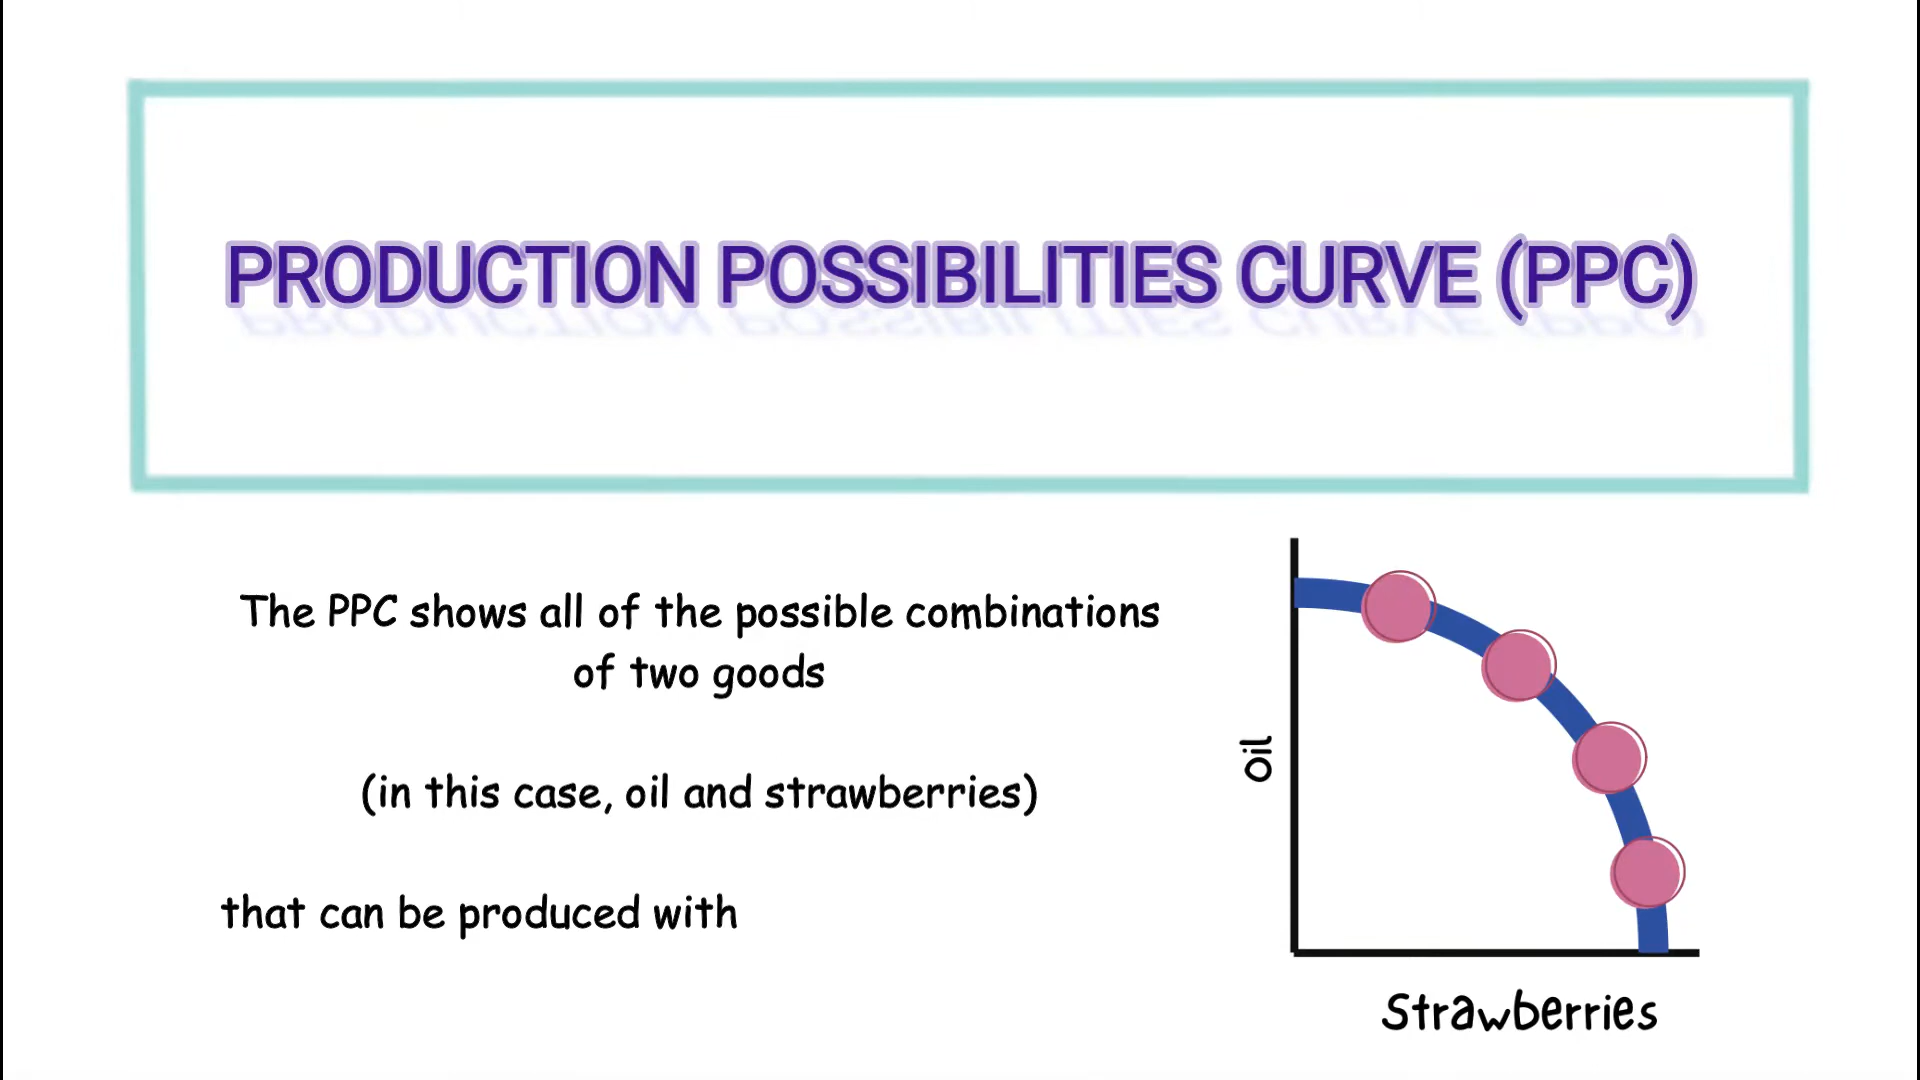 PRODUCTION POSSIBILITIES CURVE (PPC)
The PPC shows all of the possible combinations
of two goods
(in this case, oil and strawberries)
that can be produced with
Oil
Strawberries